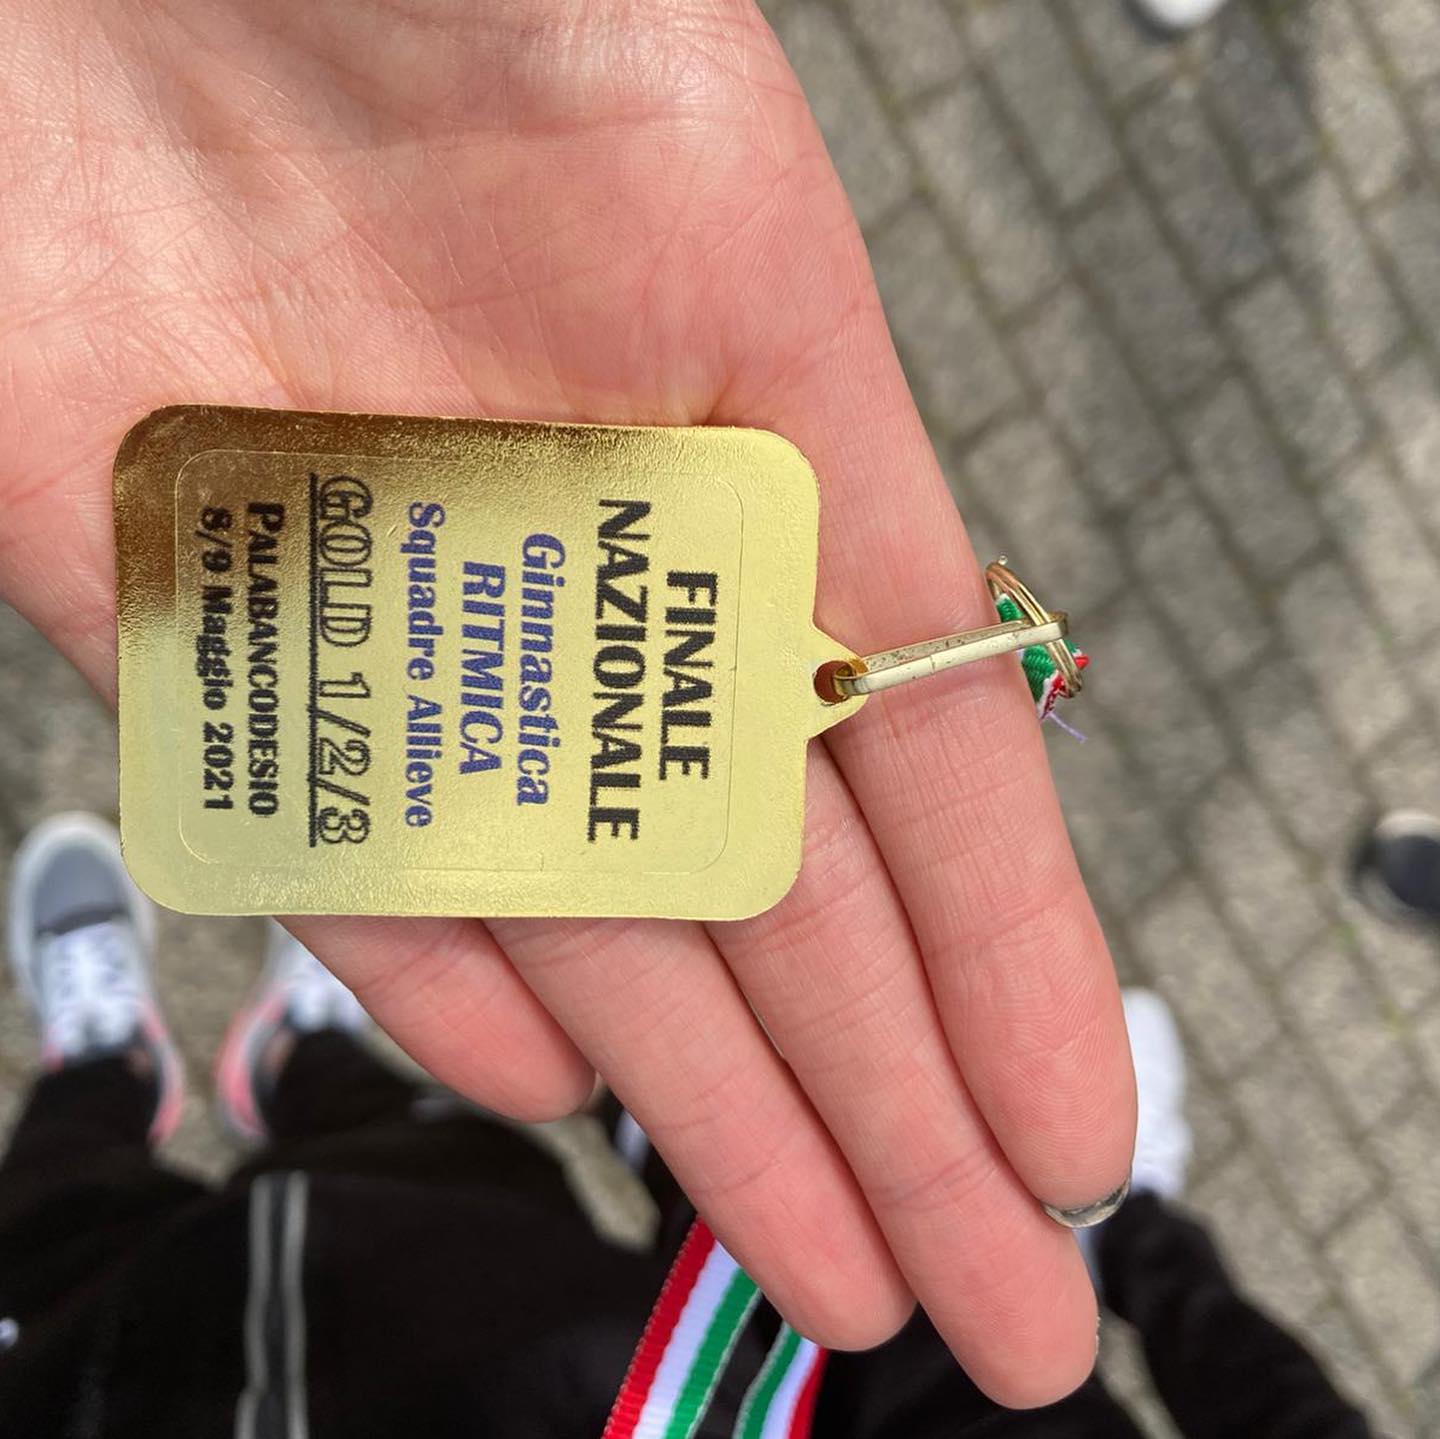 FINALE
NAZIONALE
Ginnastica
RITMICA
Squadre Allieve
GOLD 1/2/3
PALABANCODESIO
8/9 Maggio 2021